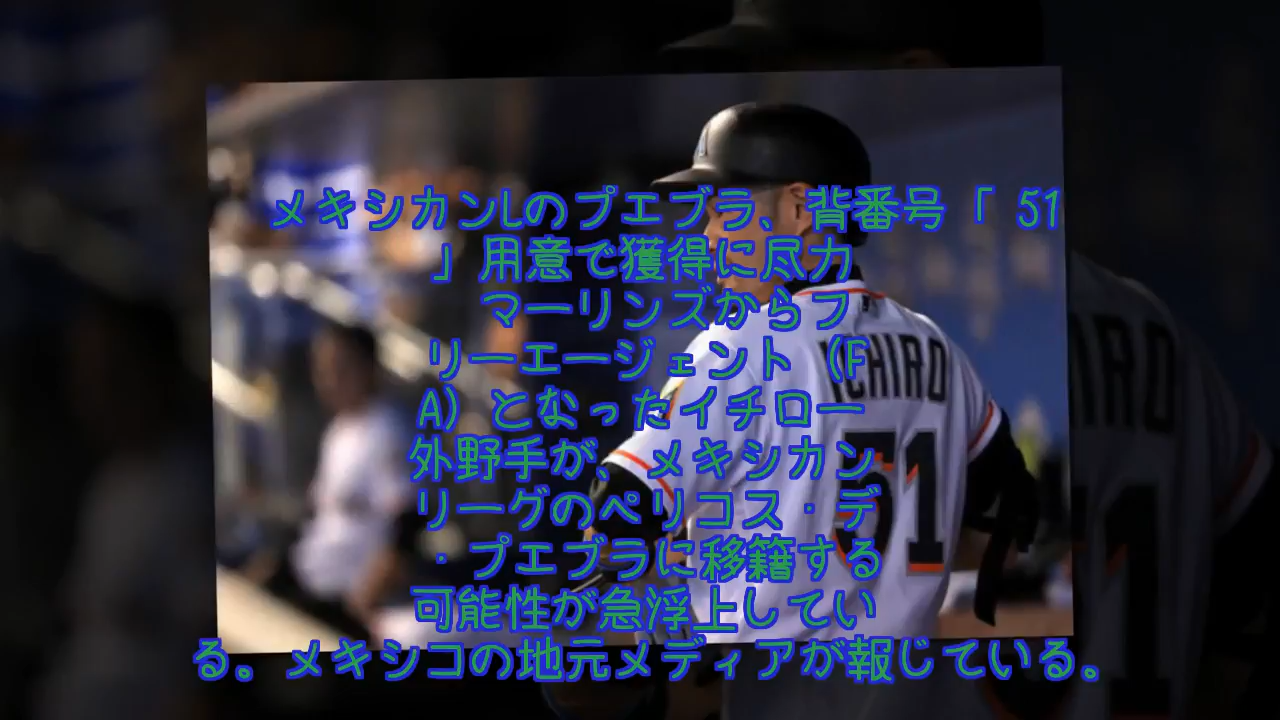 メキシカンLのプエブラ、背番号「 51
」用意で獲得に尽力
マーリンズからフ
リーエージェント（F
A）となったイチロー
外野手が、メキシカン
リーグのペリコス・デ
・プエブラに移籍する
可能性が急浮上してい
る。メキシコの地元メディアが報じている。
ICHIRO
51
IRO
1